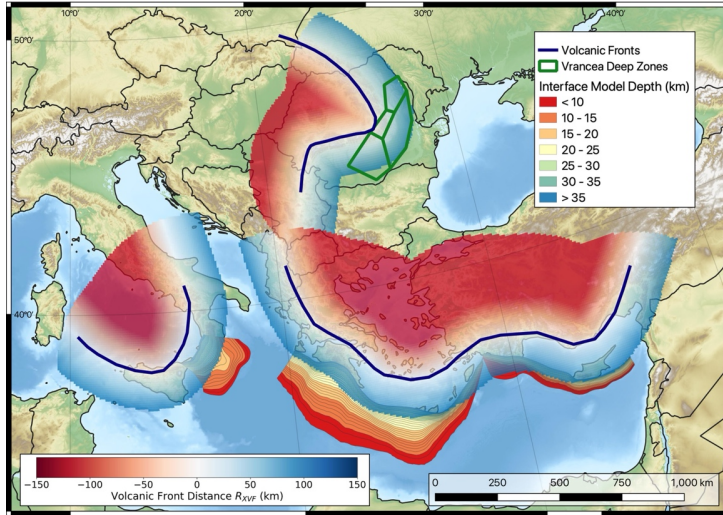 10°0' 20°0' 30°0' 40°0'
50°0'
40°0'
Volcanic Fronts
Vrancea Deep Zones
Interface Model Depth (km)
< 10
10 - 15
15 - 20
20 - 25
25 - 30
30 - 35
> 35
−150 −100 −50 0 50 100 150
Volcanic Front Distance RXVF (km)
0 250 500 750 1,000 km